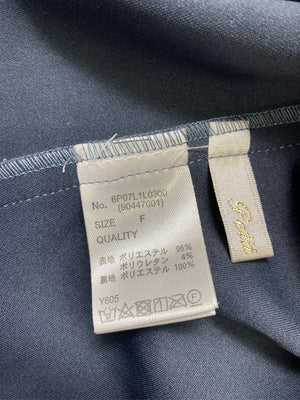 No. 6P07L1L0300
(90447001)
SIZE F
QUALITY
表地 ポリエステル 96%
ポリウレタン 4%
裏地 ポリエステル 100%
Y605